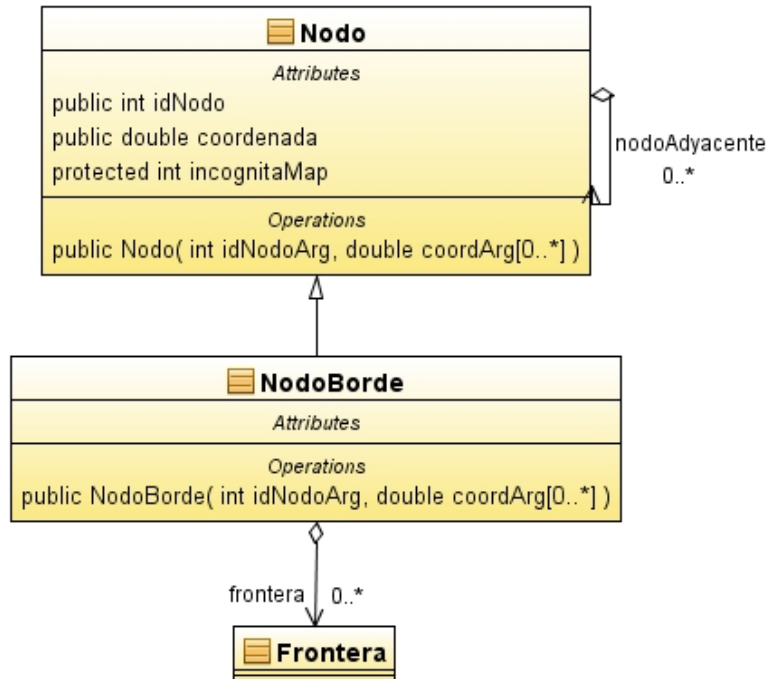 Nodo
Attributes
public int idNodo
public double coordenada
protected int incognitaMap
nodoAdyacente
0..*
Operations
public Nodo( int idNodoArg, double coordArg[0..*] )
NodoBorde
Attributes
Operations
public NodoBorde( int idNodoArg, double coordArg[0..*] )
frontera 0..*
Frontera